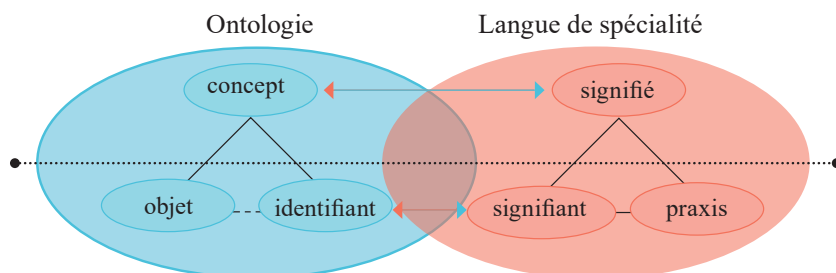 Ontologie
Langue de spécialité
concept
signifié
objet
identifiant
signifiant
praxis